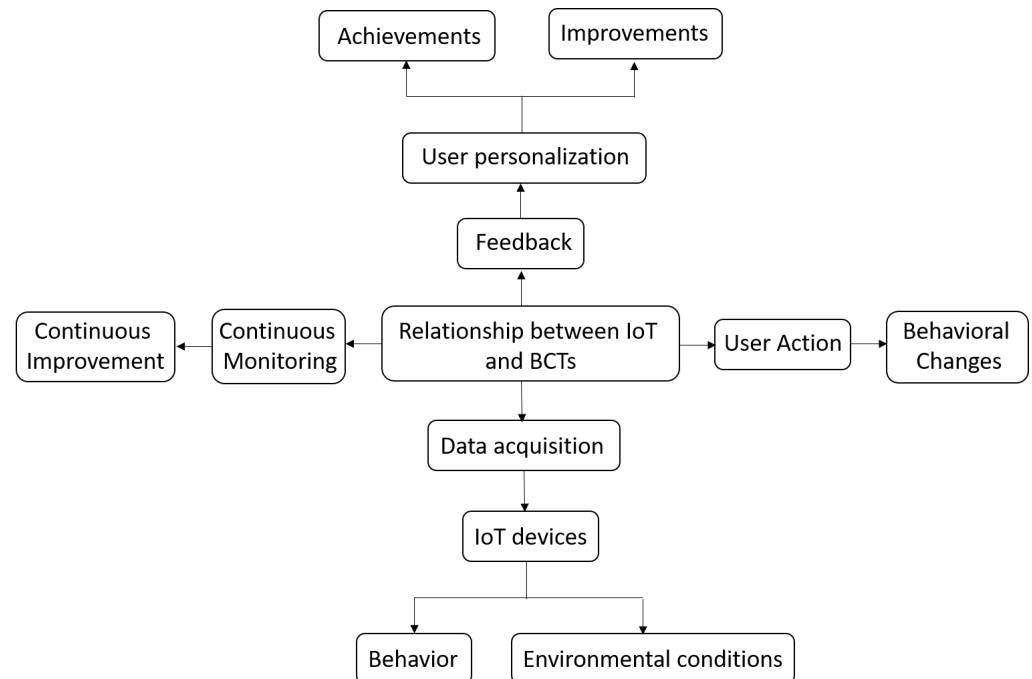 Achievements
Improvements
User personalization
Feedback
Continuous
Improvement
Continuous
Monitoring
Relationship between IoT
and BCTs
User Action
Behavioral
Changes
Data acquisition
IoT devices
Behavior
Environmental conditions